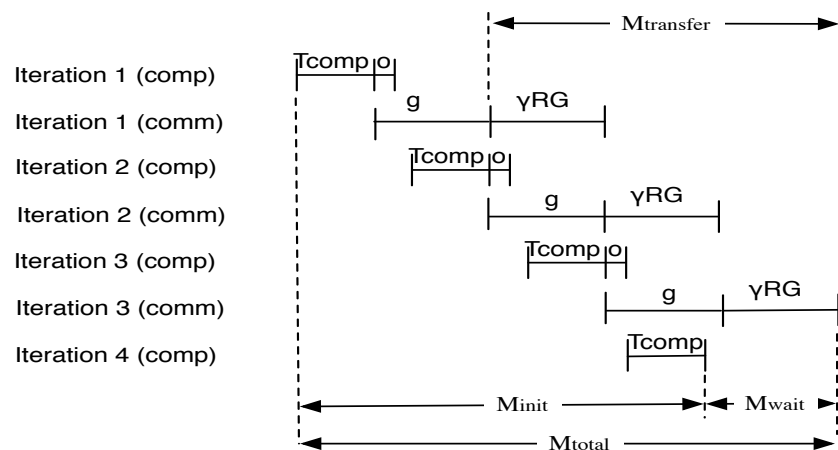 Mtransfer
Iteration 1 (comp) Tcomp o
Iteration 1 (comm) g γRG
Iteration 2 (comp) Tcomp o
Iteration 2 (comm) g γRG
Iteration 3 (comp) Tcomp o
Iteration 3 (comm) g γRG
Iteration 4 (comp) Tcomp
Minit Mwait
Mtotal